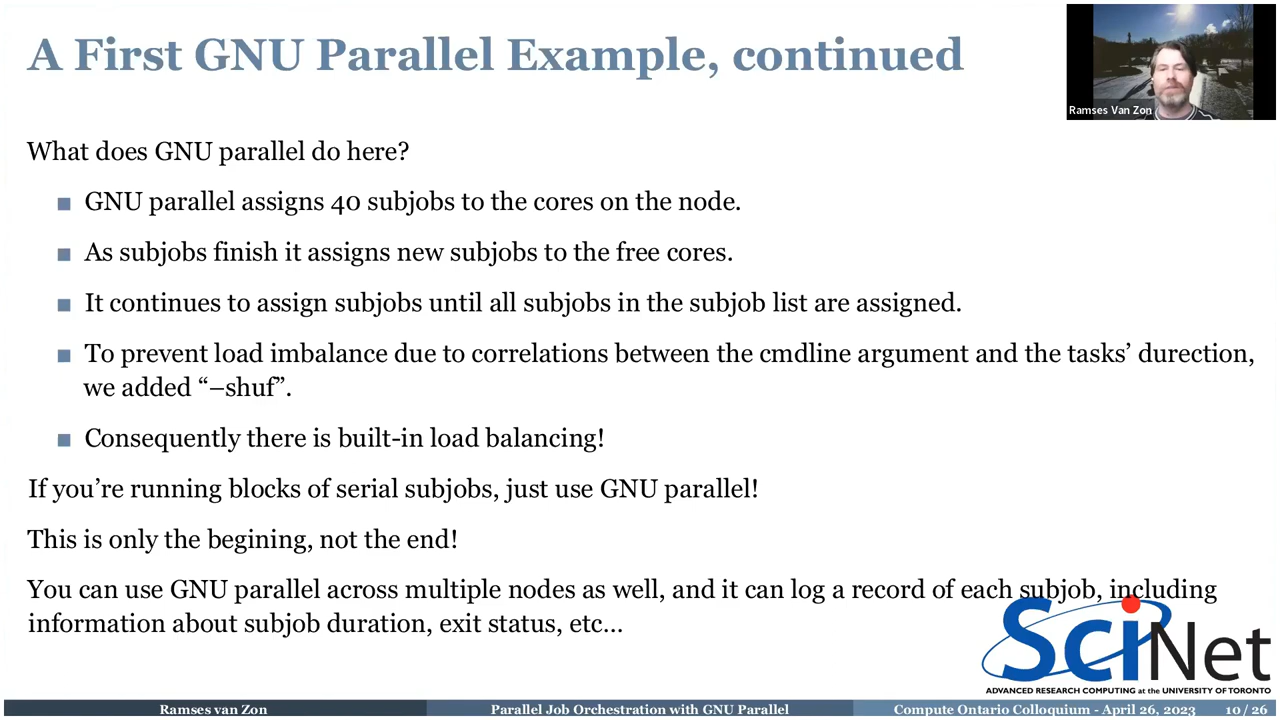 A First GNU Parallel Example, continued
Ramses Van Zon
What does GNU parallel do here?
GNU parallel assigns 40 subjobs to the cores on the node.
As subjobs finish it assigns new subjobs to the free cores.
It continues to assign subjobs until all subjobs in the subjob list are assigned.
To prevent load imbalance due to correlations between the cmdline argument and the tasks’ durection,
we added “–shuf”.
Consequently there is built-in load balancing!
If you’re running blocks of serial subjobs, just use GNU parallel!
This is only the begining, not the end!
You can use GNU parallel across multiple nodes as well, and it can log a record of each subjob, including
information about subjob duration, exit status, etc...
SciNet
ADVANCED RESEARCH COMPUTING at the UNIVERSITY OF TORONTO
Ramses van Zon
Parallel Job Orchestration with GNU Parallel
Compute Ontario Colloquium - April 26, 2023
10 / 26